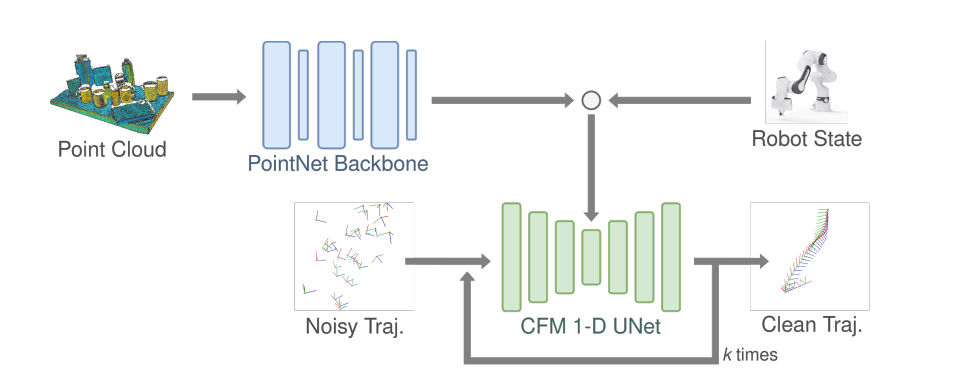 Point Cloud
PointNet Backbone
Robot State
Noisy Traj.
CFM 1-D UNet
Clean Traj.
k times